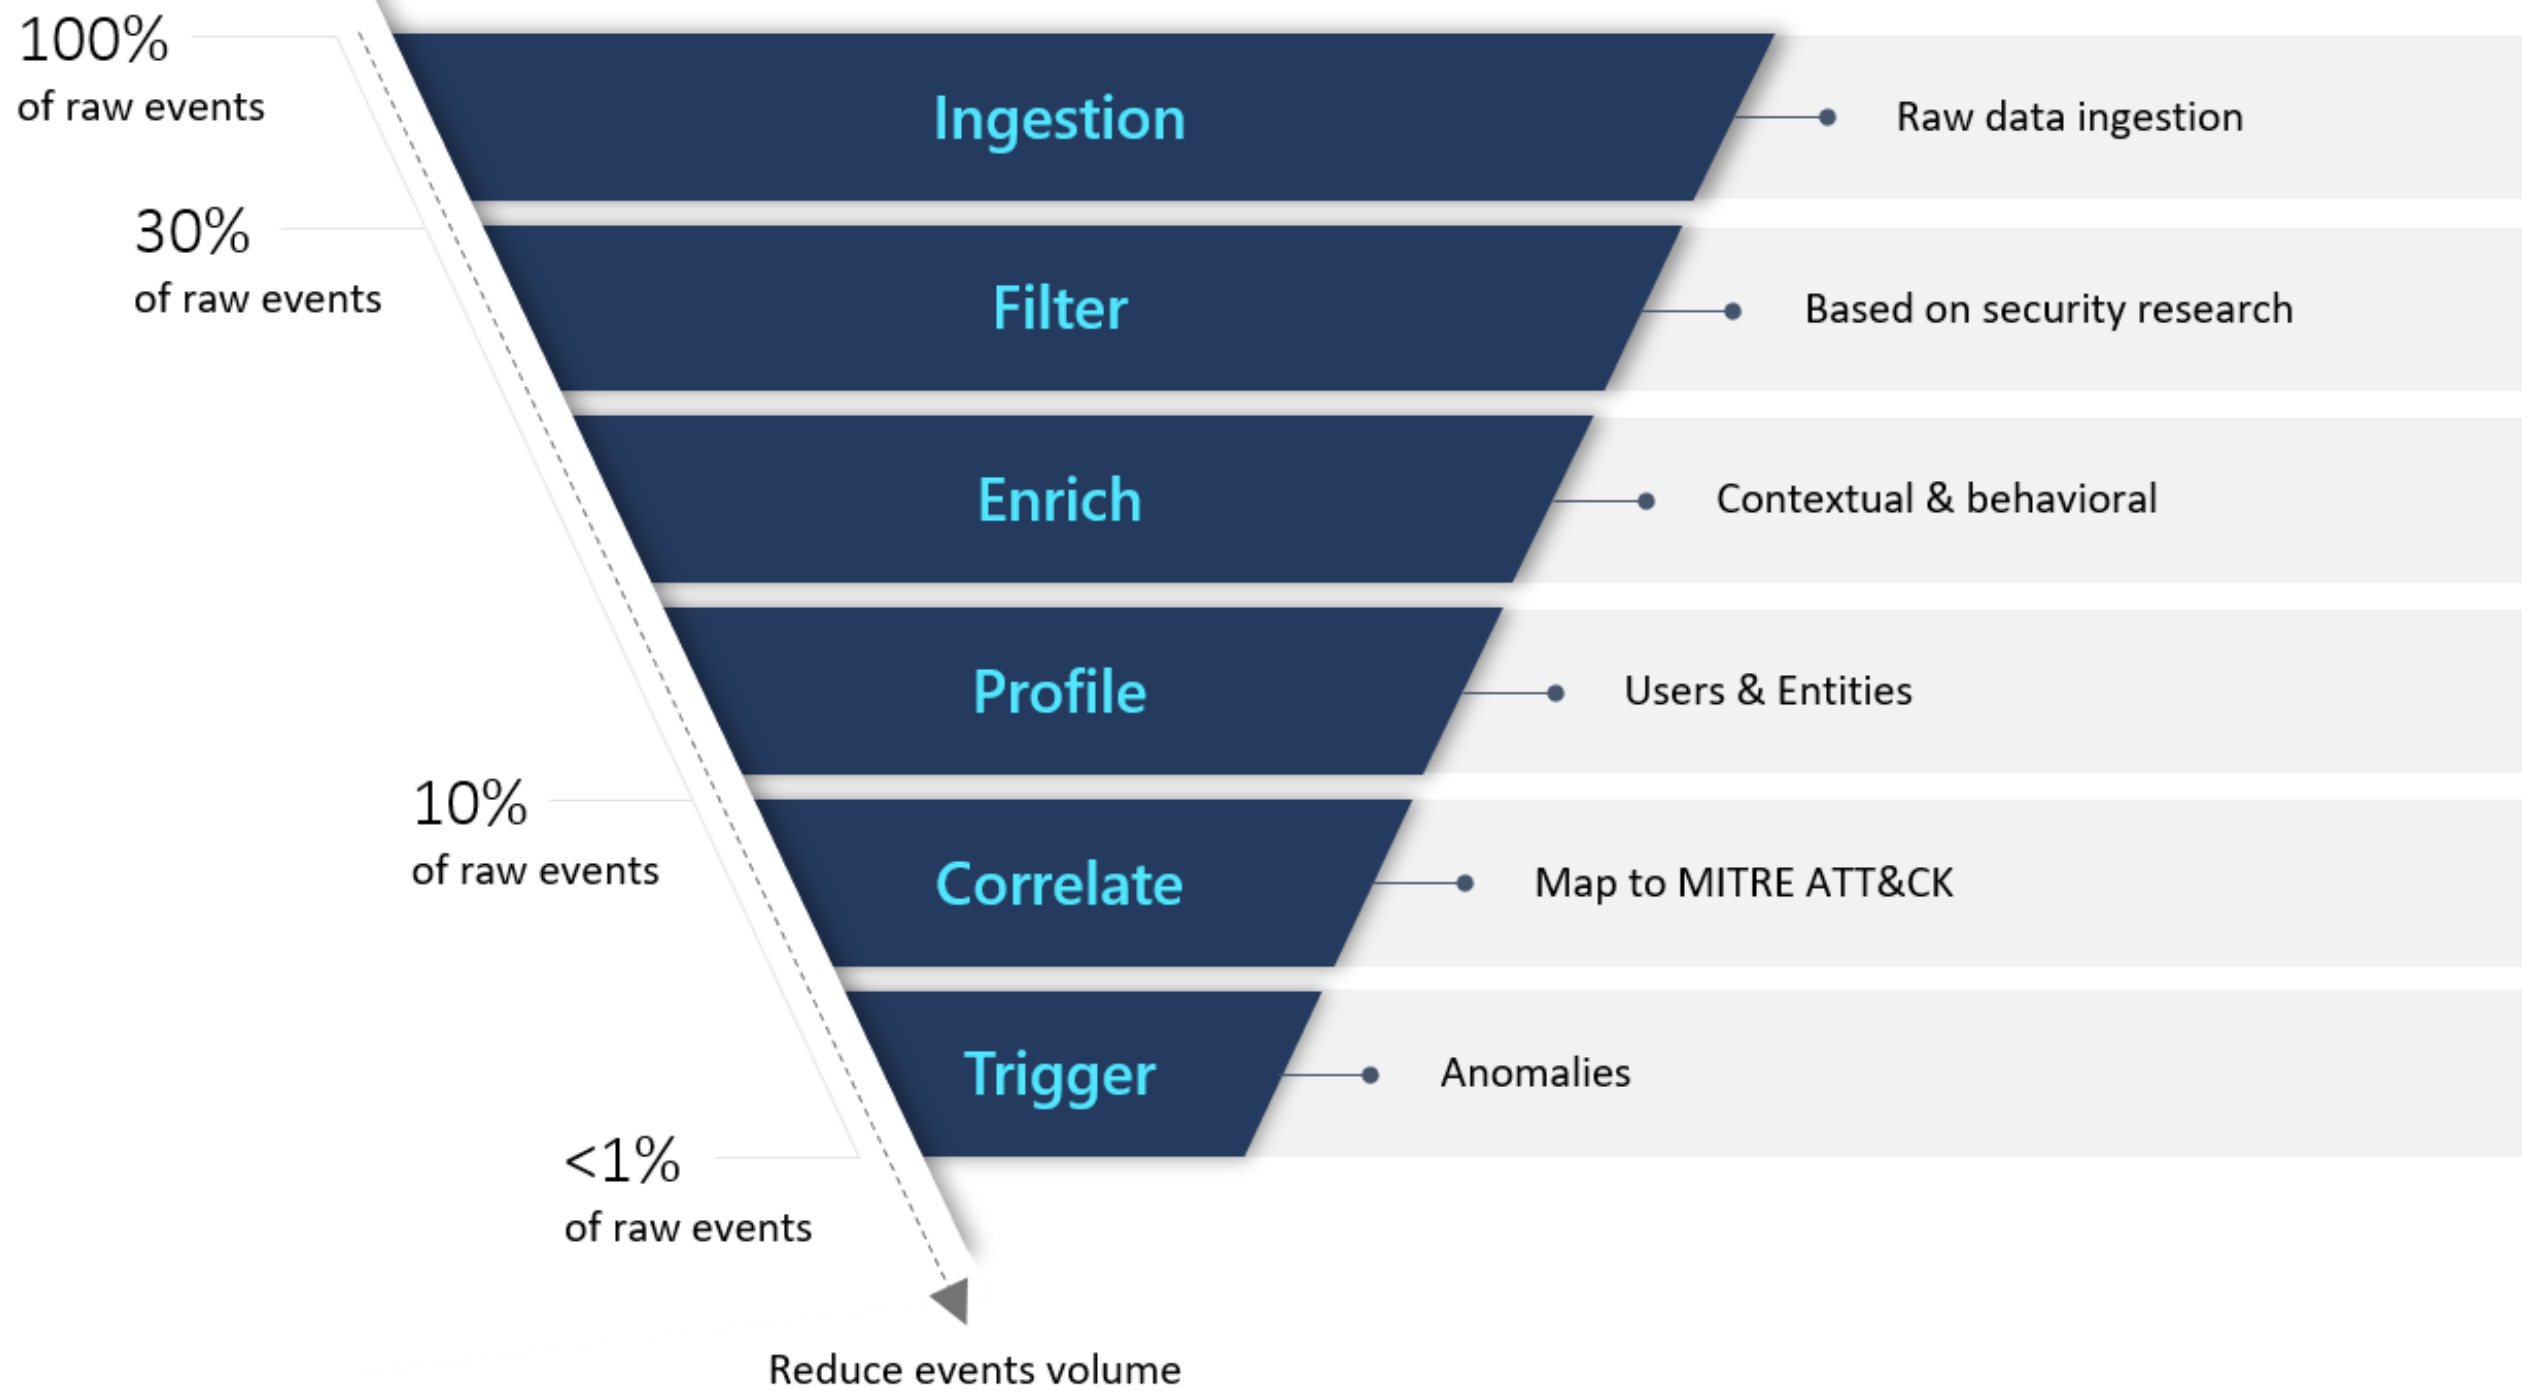 100%
of raw events
Ingestion
Raw data ingestion
30%
of raw events
Filter
Based on security research
Enrich
Contextual & behavioral
Profile
Users & Entities
10%
of raw events
Correlate
Map to MITRE ATT&CK
Trigger
Anomalies
<1%
of raw events
Reduce events volume